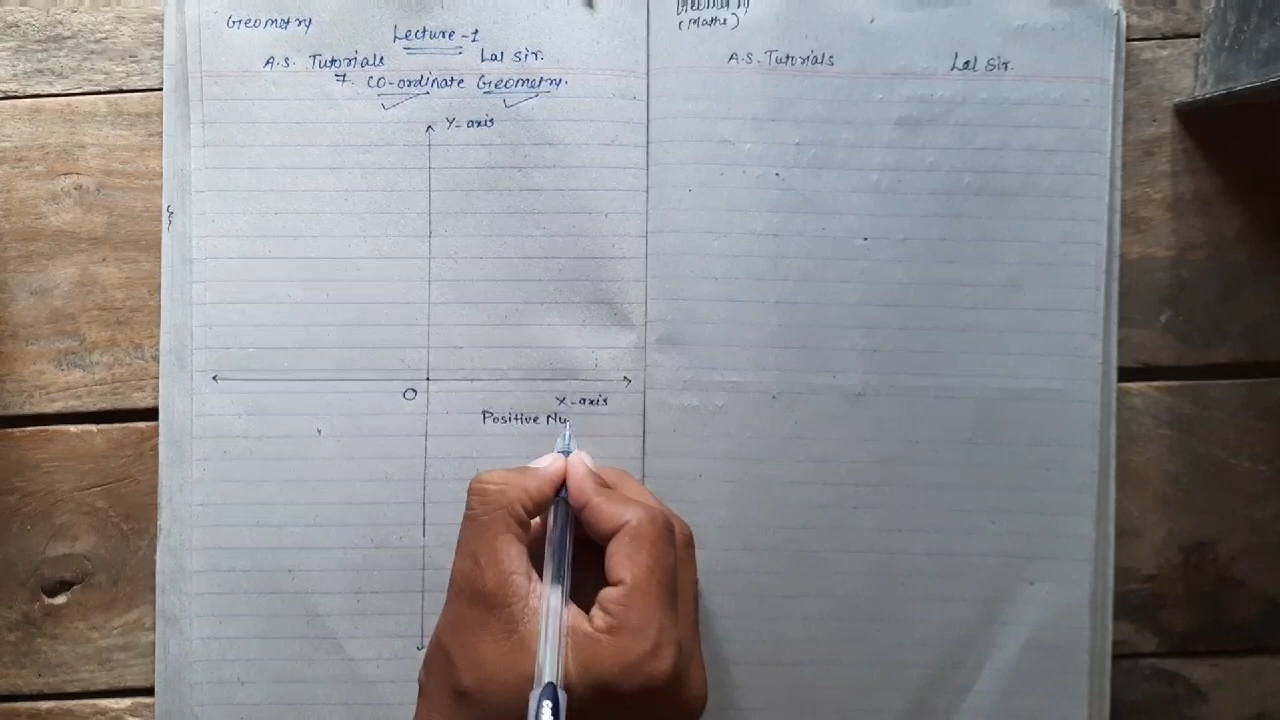 Geometry
Lecture-1
A.S. Tutorials Lal Sir.
7. Co-ordinate Geometry.
Y-axis
O
X-axis
Positive Nu
(Maths)
A.S. Tutorials Lal Sir.